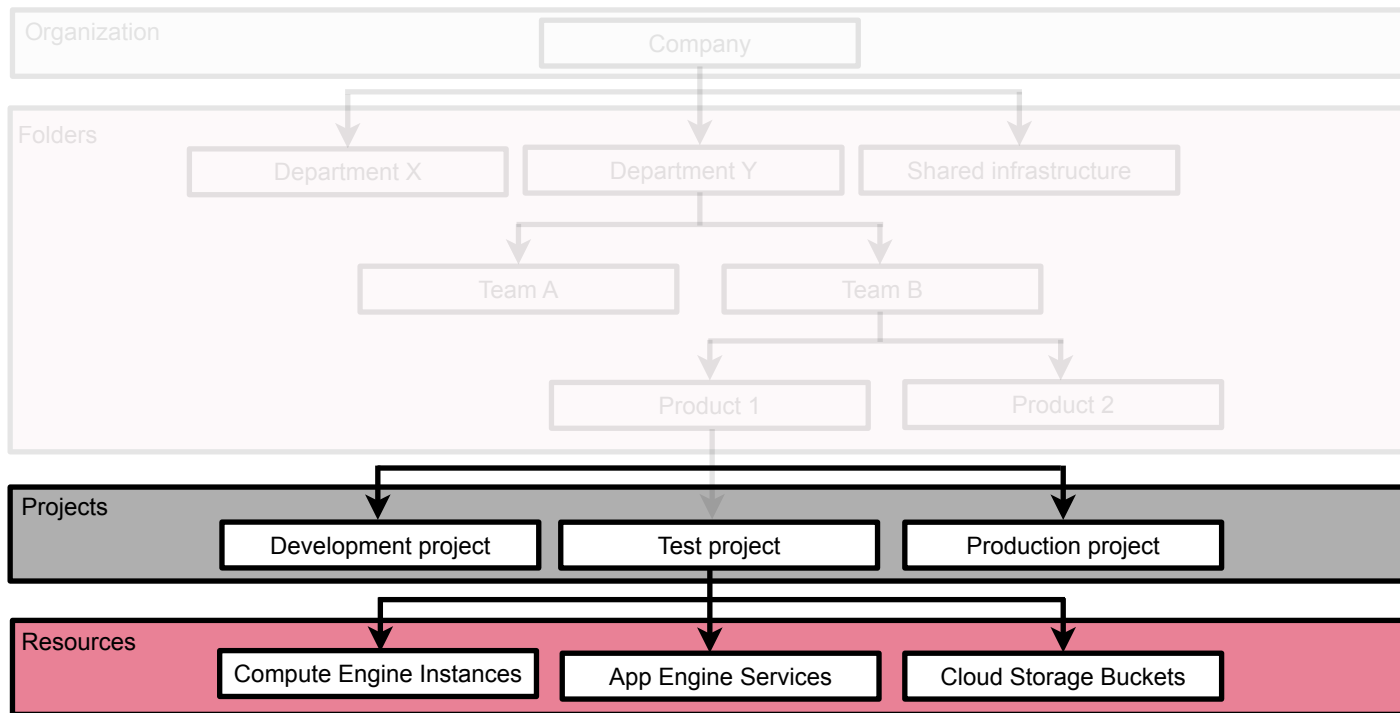 Organization
Company
Folders
Department X
Department Y
Shared infrastructure
Team A
Team B
Product 1
Product 2
Projects
Development project
Test project
Production project
Resources
Compute Engine Instances
App Engine Services
Cloud Storage Buckets